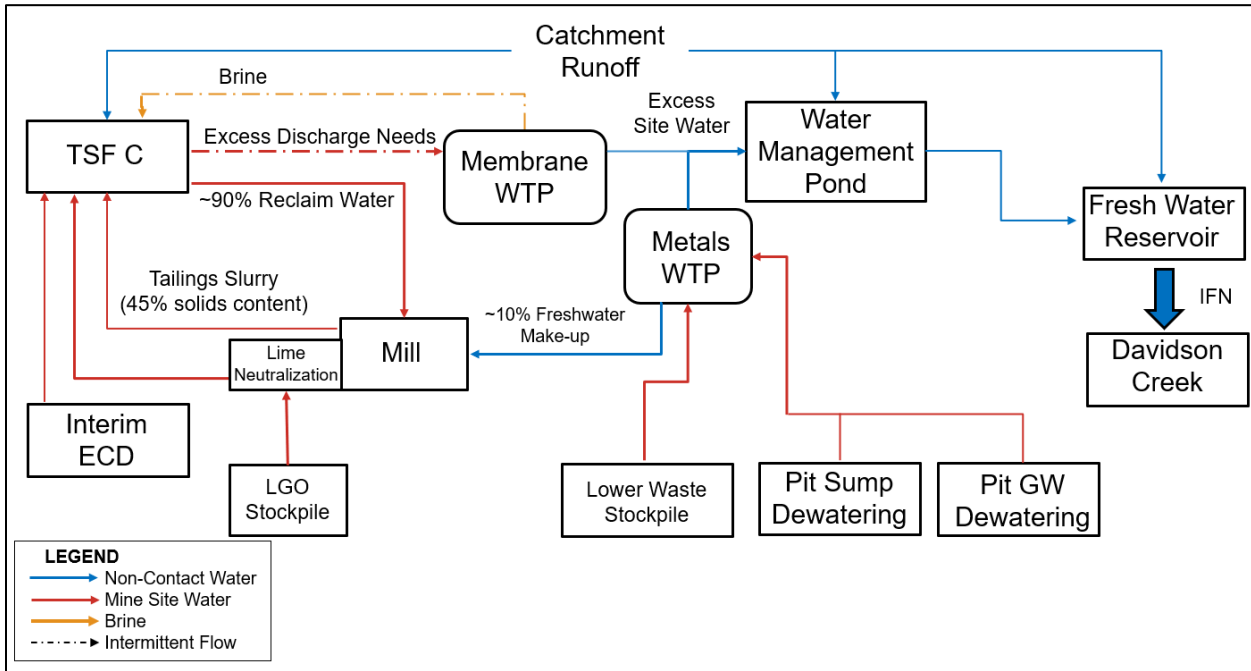 Catchment
Runoff
Brine
Excess
Site Water
TSF C
Excess Discharge Needs
Membrane
WTP
Water
Management
Pond
Fresh Water
Reservoir
~90% Reclaim Water
Metals
WTP
Tailings Slurry
(45% solids content)
~10% Freshwater
Make-up
IFN
Lime
Neutralization
Mill
Davidson
Creek
Interim
ECD
LGO
Stockpile
Lower Waste
Stockpile
Pit Sump
Dewatering
Pit GW
Dewatering
LEGEND
Non-Contact Water
Mine Site Water
Brine
Intermittent Flow